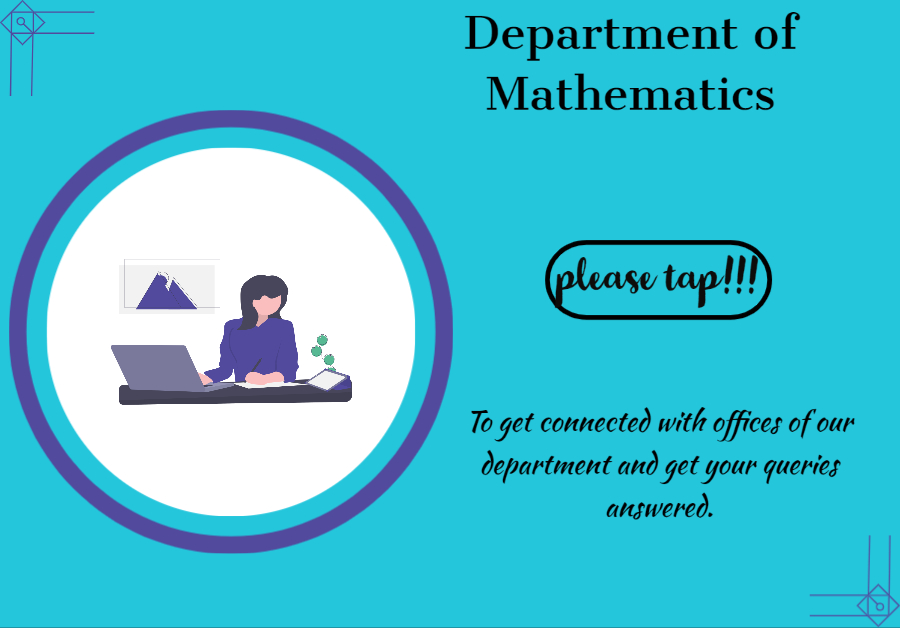 Department of
Mathematics
please tap!!!
To get connected with offices of our
department and get your queries
answered.